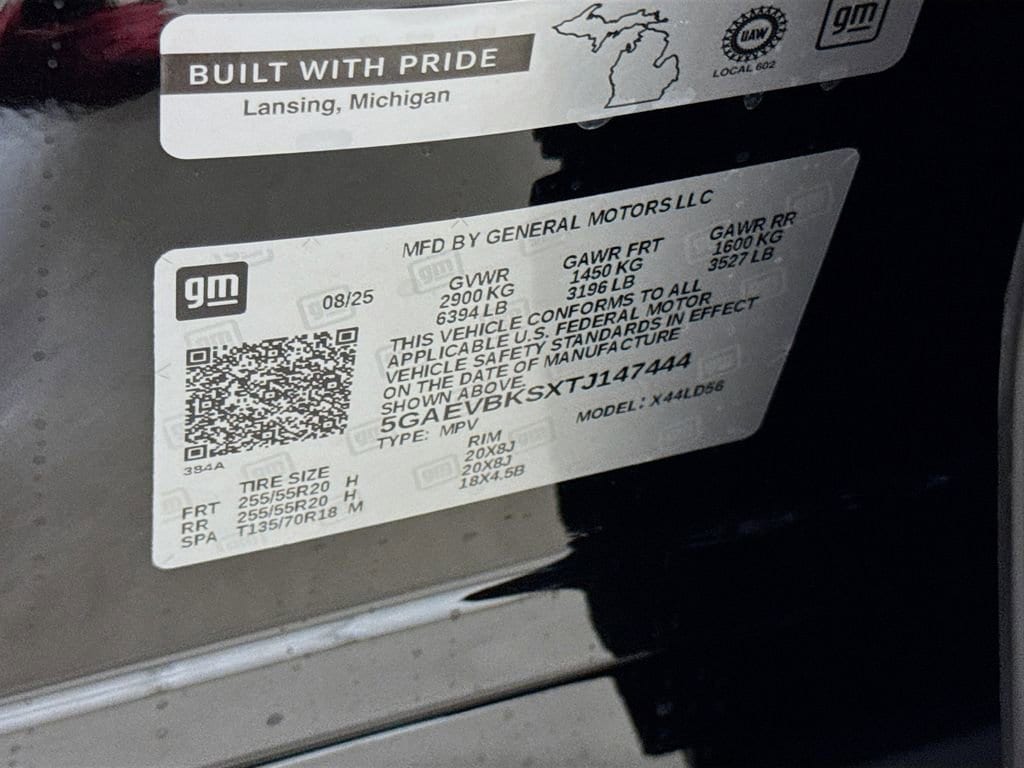 BUILT WITH PRIDE
Lansing, Michigan
UAW
LOCAL 602
gm
MFD BY GENERAL MOTORS LLC
gm
08/25
GVWR GAWR FRT GAWR RR
2900 KG 1450 KG 1600 KG
6394 LB 3196 LB 3527 LB
THIS VEHICLE CONFORMS TO ALL
APPLICABLE U.S. FEDERAL MOTOR
VEHICLE SAFETY STANDARDS IN EFFECT
ON THE DATE OF MANUFACTURE
SHOWN ABOVE.
5GAEVBKSXTJ147444
TYPE: MPV MODEL: X44LD56
384A
TIRE SIZE RIM
FRT 255/55R20 H 20X8J
RR 255/55R20 H 20X8J
SPA T135/70R18 M 18X4.5B